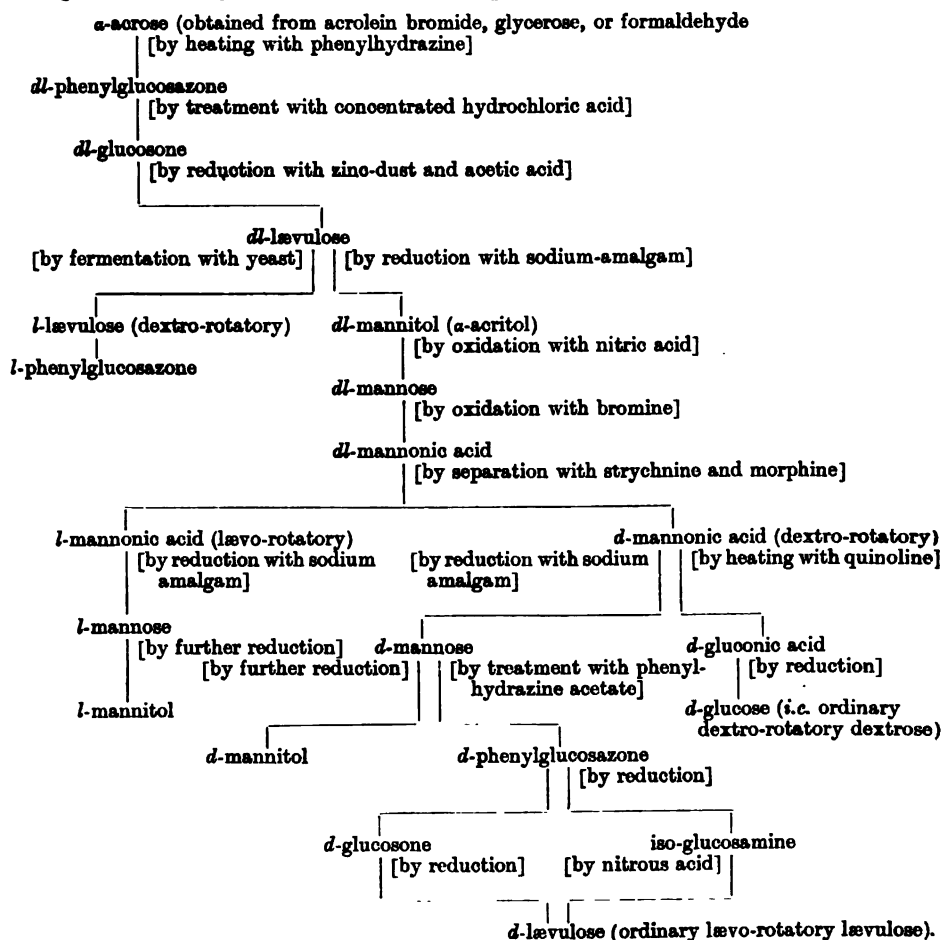 α-acrose (obtained from acrolein bromide, glycerose, or formaldehyde
[by heating with phenylhydrazine]
dl-phenylglucosazone
[by treatment with concentrated hydrochloric acid]
dl-glucosone
[by reduction with zinc-dust and acetic acid]
dl-lævulose
[by fermentation with yeast] [by reduction with sodium-amalgam]
l-lævulose (dextro-rotatory) dl-mannitol (α-acritol)
[by oxidation with nitric acid]
l-phenylglucosazone
dl-mannose
[by oxidation with bromine]
dl-mannonic acid
[by separation with strychnine and morphine]
l-mannonic acid (lævo-rotatory) d-mannonic acid (dextro-rotatory)
[by reduction with sodium amalgam] [by reduction with sodium amalgam] [by heating with quinoline]
l-mannose d-mannose d-gluconic acid
[by further reduction] [by further reduction] [by treatment with phenyl-
hydrazine acetate] [by reduction]
l-mannitol d-glucose (i.e. ordinary
dextro-rotatory dextrose)
d-mannitol d-phenylglucosazone
[by reduction]
d-glucosone iso-glucosamine
[by reduction] [by nitrous acid]
d-lævulose (ordinary lævo-rotatory lævulose).